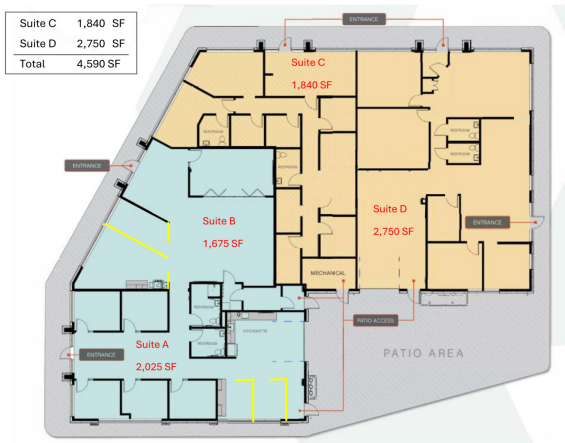 Suite C 1,840 SF
Suite D 2,750 SF
Total 4,590 SF
ENTRANCE
Suite C
1,840 SF
RESTROOM
RESTROOM
RESTROOM
RESTROOM
ENTRANCE
Suite B
1,675 SF
Suite D
2,750 SF
ENTRANCE
MECHANICAL
RESTROOM
KITCHENETTE
PATIO ACCESS
Suite A
2,025 SF
RESTROOM
ENTRANCE
PATIO AREA